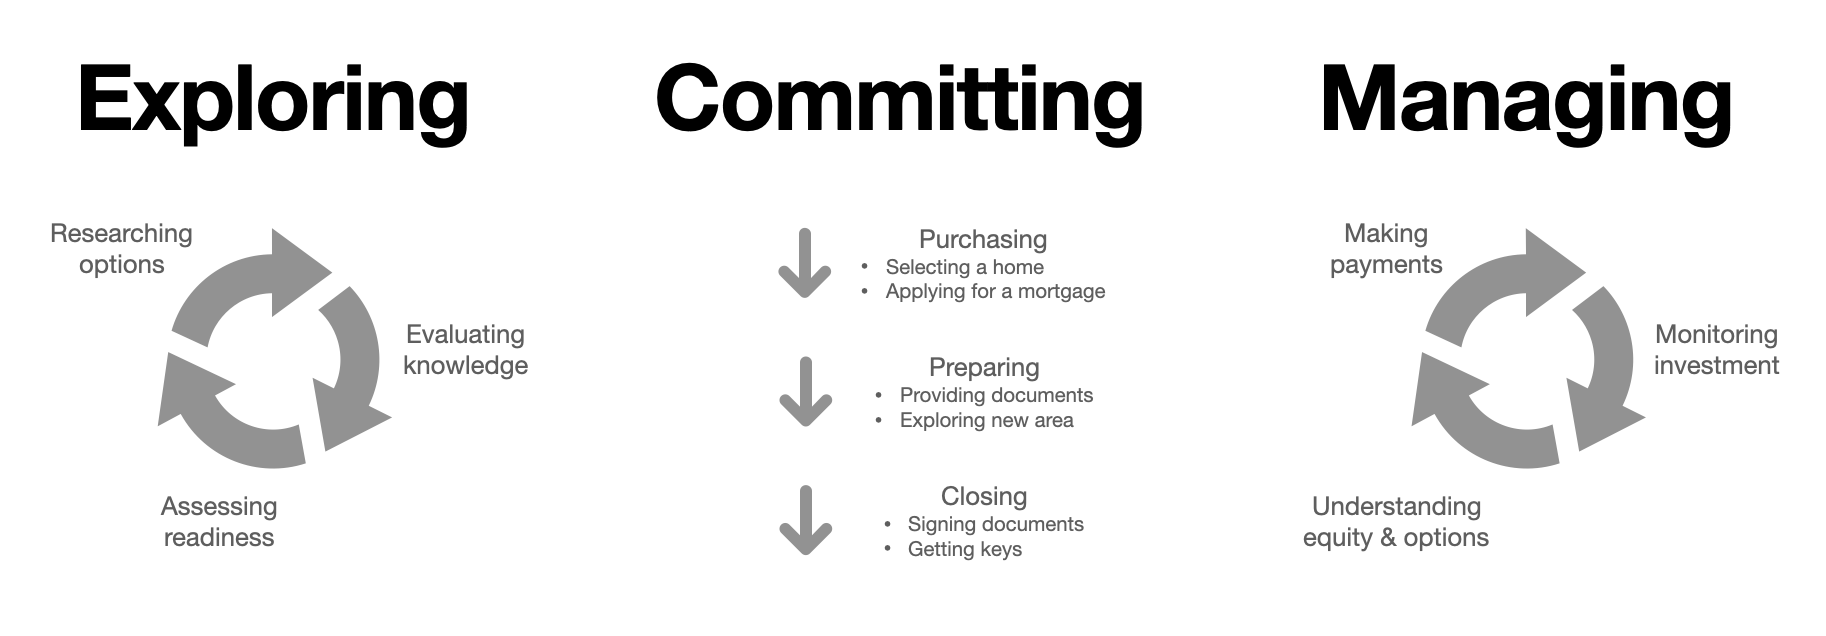 Exploring
Researching
options
Evaluating
knowledge
Assessing
readiness
Committing
Purchasing
• Selecting a home
• Applying for a mortgage
Preparing
• Providing documents
• Exploring new area
Closing
• Signing documents
• Getting keys
Managing
Making
payments
Monitoring
investment
Understanding
equity & options